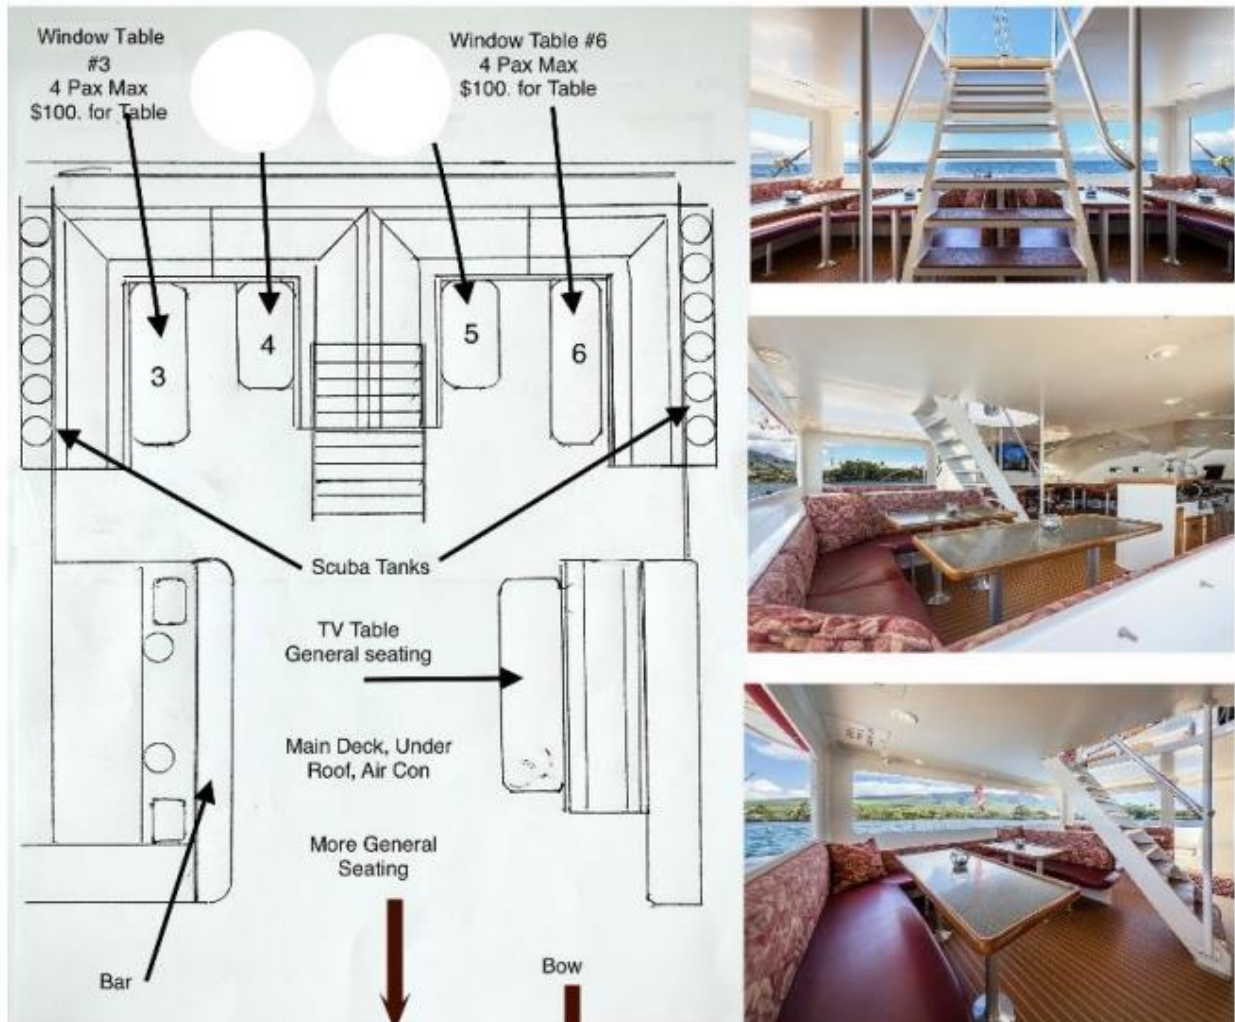 Window Table
#3
4 Pax Max
$100. for Table
Window Table #6
4 Pax Max
$100. for Table
3
4
5
6
Scuba Tanks
TV Table
General seating
Main Deck, Under
Roof, Air Con
More General
Seating
Bar
Bow